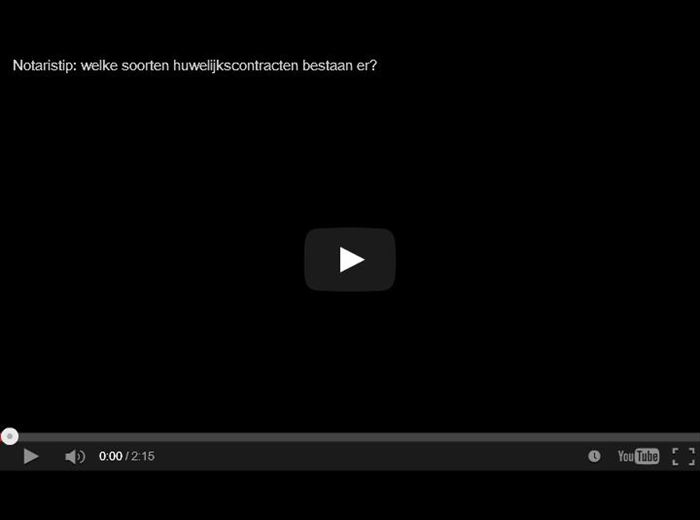 Notaristip: welke soorten huwelijkscontracten bestaan er?
0:00 / 2:15
YouTube